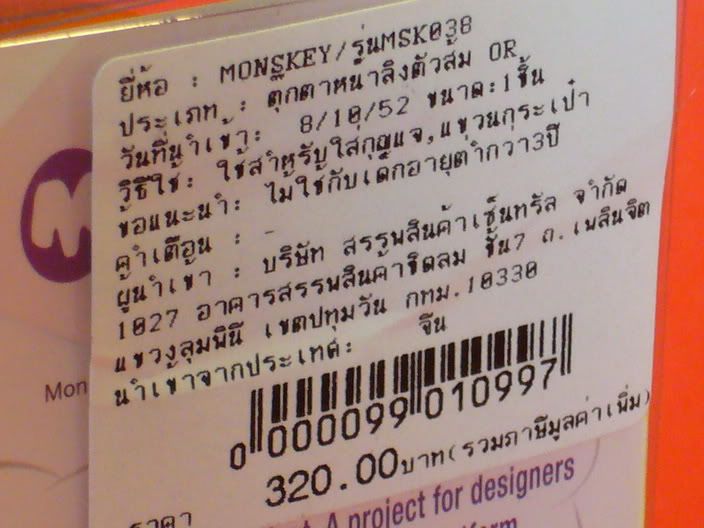 ยี่ห้อ : MONSKEY/รุ่นMSK038
ประเภท : ตุ๊กตาหน้าลิงตัวส้ม OR
วันที่นำเข้า: 8/10/52 ขนาด:1ชิ้น
วิธีใช้: ใช้สำหรับใส่กุญแจ,แขวนกระเป๋า
ข้อแนะนำ: ไม่ใช้กับเด็กอายุต่ำกว่า3ปี
คำเตือน : -
ผู้นำเข้า : บริษัท สรรพสินค้าเซ็นทรัล จำกัด
1027 อาคารสรรพสินค้าชิดลม ชั้น7 ถ.เพลินจิต
แขวงลุมพินี เขตปทุมวัน กทม.10330
นำเข้าจากประเทศ: จีน
0 000099 010997
320.00บาท(รวมภาษีมูลค่าเพิ่ม)
ราคา
Mon
A project for designers